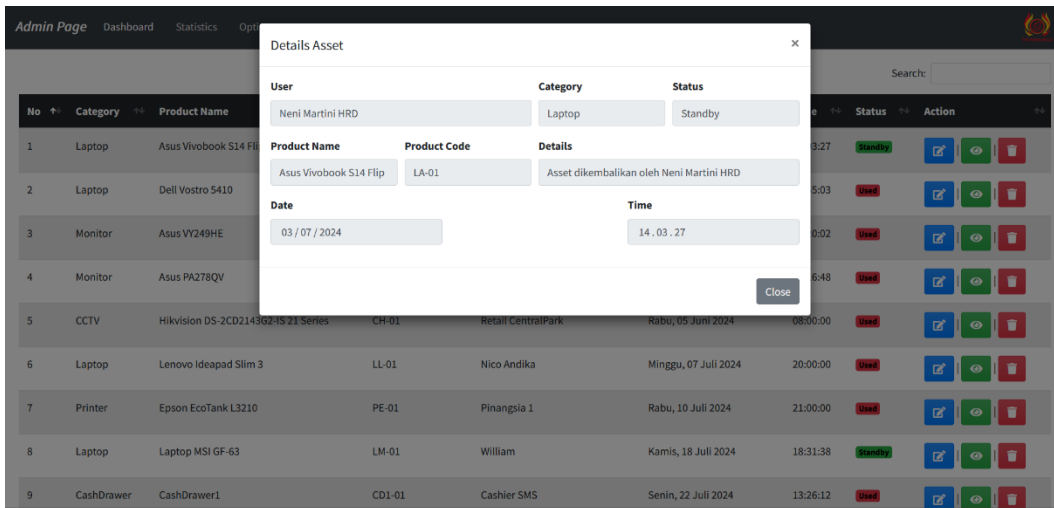 Admin Page Dashboard Statistics
Details Asset ×
Search:
User Category Status
Neni Martini HRD Laptop Standby
No Category Product Name Status Action
1 Laptop Asus Vivobook S14 3:27 Standby
Product Name Product Code Details
Asus Vivobook S14 Flip LA-01 Asset dikembalikan oleh Neni Martini HRD
2 Laptop Dell Vostro 5410 5:03 Used
Date Time
03 / 07 / 2024 14 . 03 . 27
3 Monitor Asus VY249HE 0:02 Used
4 Monitor Asus PA278QV 6:48 Used
Close
5 CCTV Hikvision DS-2CD2143G2-IS 21 Series CH-01 Retail CentralPark Rabu, 05 Juni 2024 08:00:00 Used
6 Laptop Lenovo Ideapad Slim 3 LL-01 Nico Andika Minggu, 07 Juli 2024 20:00:00 Used
7 Printer Epson EcoTank L3210 PE-01 Pinangsia 1 Rabu, 10 Juli 2024 21:00:00 Used
8 Laptop Laptop MSI GF-63 LM-01 William Kamis, 18 Juli 2024 18:31:38 Standby
9 CashDrawer CashDrawer1 CD1-01 Cashier SMS Senin, 22 Juli 2024 13:26:12 Used